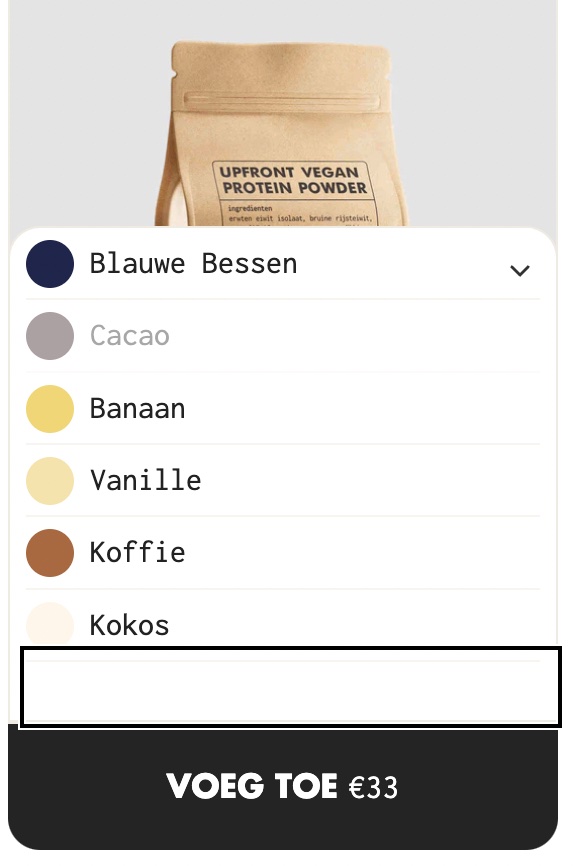 UPFRONT VEGAN
PROTEIN POWDER
ingredienten
erwten eiwit isolaat, bruine rijsteiwit,
Blauwe Bessen
Cacao
Banaan
Vanille
Koffie
Kokos
VOEG TOE €33